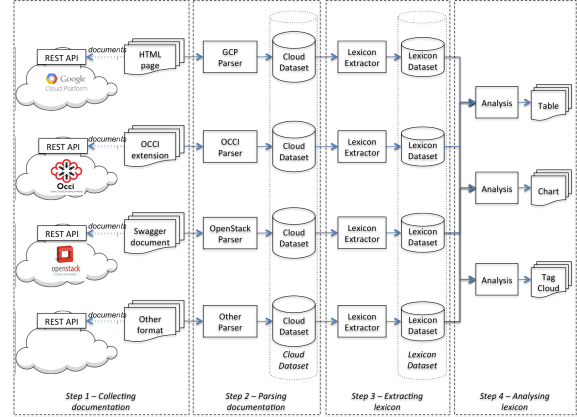 documents
REST API
HTML
page
GCP
Parser
Cloud
Dataset
Lexicon
Extractor
Lexicon
Dataset
Google
Cloud Platform
Analysis
Table
REST API
OCCI
extension
OCCI
Parser
Cloud
Dataset
Lexicon
Extractor
Lexicon
Dataset
Occi
Analysis
Chart
documents
REST API
Swagger
document
OpenStack
Parser
Cloud
Dataset
Lexicon
Extractor
Lexicon
Dataset
openstack
Analysis
Tag
Cloud
documents
REST API
Other
format
Other
Parser
Cloud
Dataset
Lexicon
Extractor
Lexicon
Dataset
Cloud
Dataset
Lexicon
Dataset
Step 1 – Collecting
documentation
Step 2 – Parsing
documentation
Step 3 – Extracting
lexicon
Step 4 – Analysing
lexicon